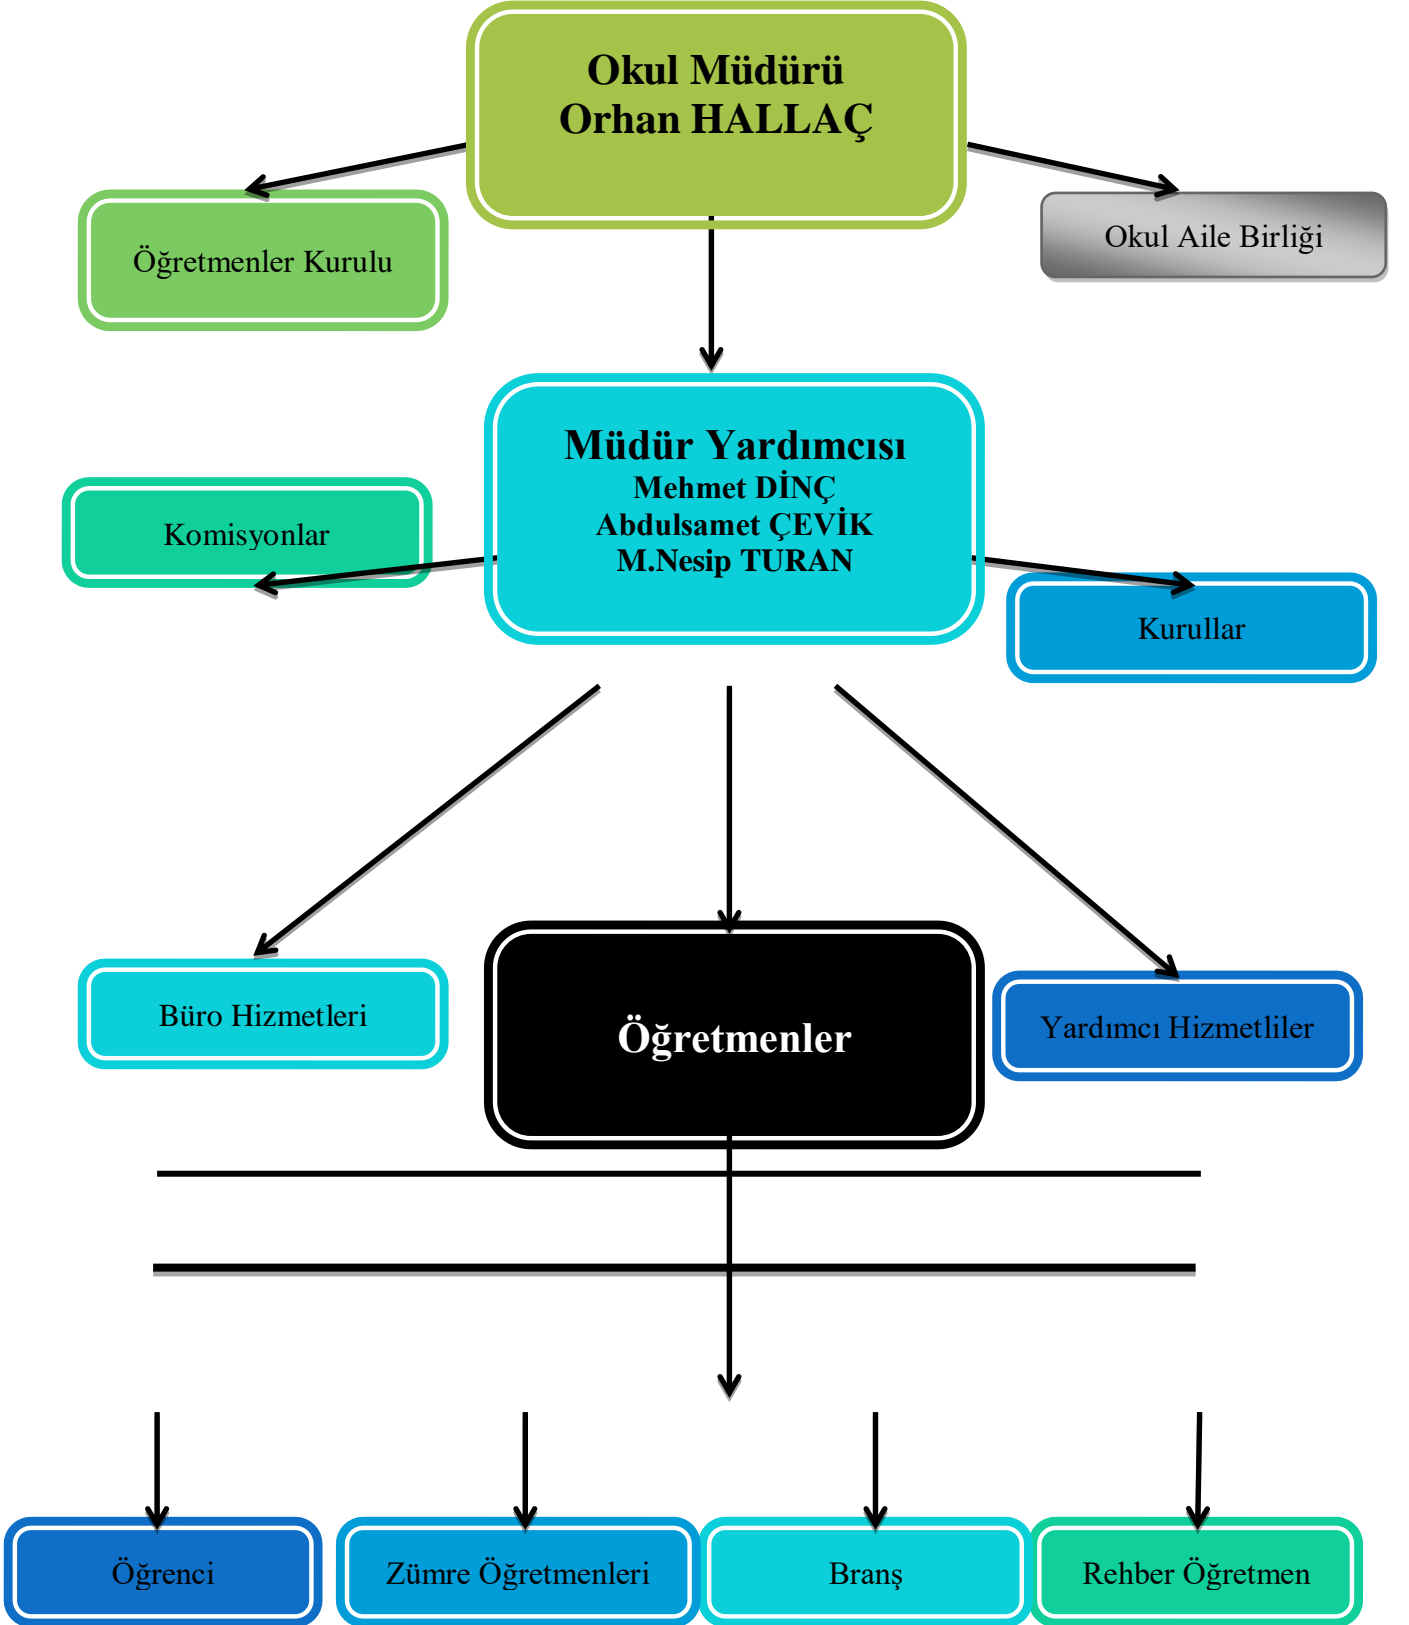 Okul Müdürü
Orhan HALLAÇ
Öğretmenler Kurulu
Okul Aile Birliği
Müdür Yardımcısı
Mehmet DİNÇ
Abdulsamet ÇEVİK
M.Nesip TURAN
Komisyonlar
Kurullar
Büro Hizmetleri
Öğretmenler
Yardımcı Hizmetliler
Öğrenci
Zümre Öğretmenleri
Branş
Rehber Öğretmen